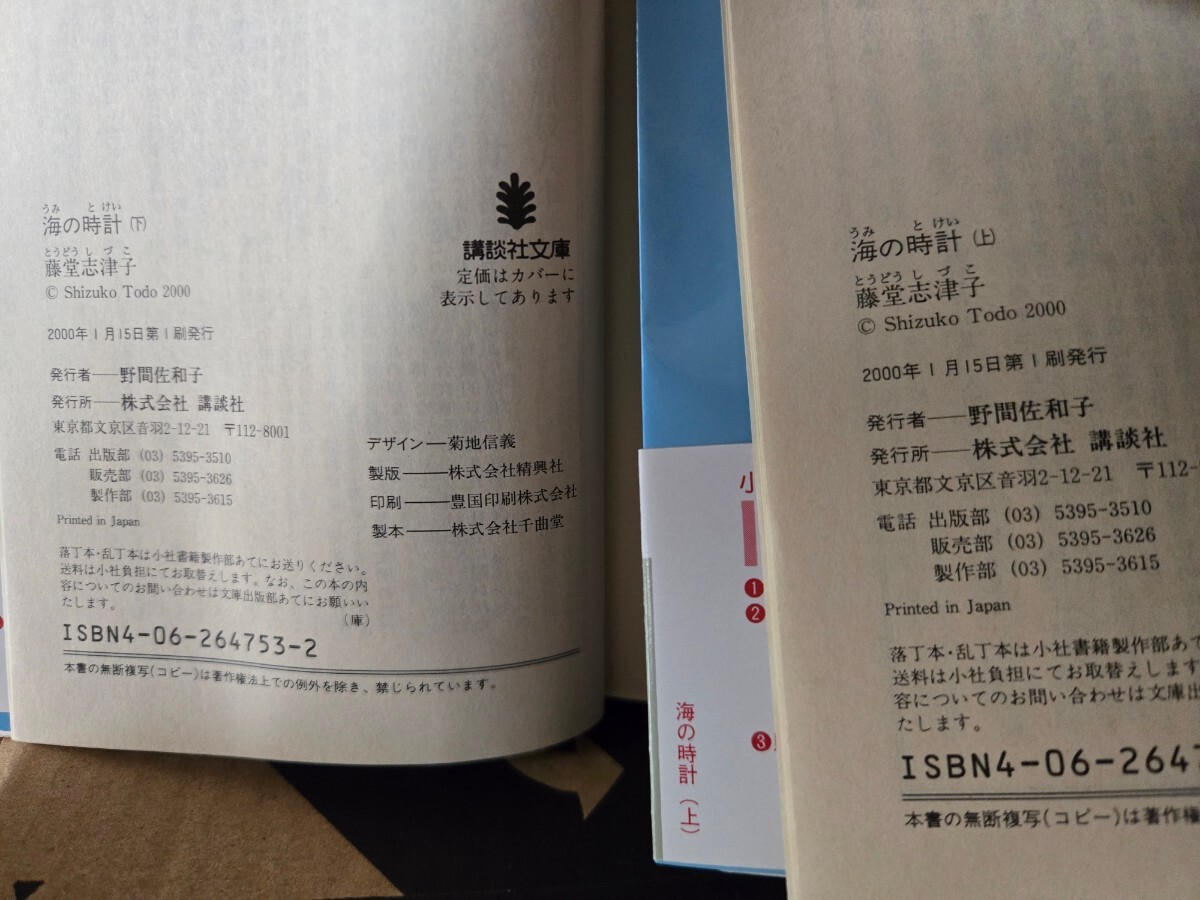 うみ と けい
海の時計(下)
とうどう し づ こ
藤堂志津子
© Shizuko Todo 2000
2000年1月15日第1刷発行
発行者――野間佐和子
発行所――株式会社 講談社
東京都文京区音羽2-12-21 〒112-8001
電話 出版部 (03) 5395-3510
販売部 (03) 5395-3626
製作部 (03) 5395-3615
Printed in Japan
講談社文庫
定価はカバーに
表示してあります
デザイン―菊地信義
製版―――株式会社精興社
印刷―――豊国印刷株式会社
製本―――株式会社千曲堂
落丁本・乱丁本は小社書籍製作部あてにお送りください。
送料は小社負担にてお取替えします。なお、この本の内
容についてのお問い合わせは文庫出版部あてにお願いい
たします。
(庫)
ISBN4-06-264753-2
本書の無断複写(コピー)は著作権法上での例外を除き、禁じられています。
小
❶
❷
❸
海の時計(上)
うみ と けい
海の時計(上)
とうどう し づ こ
藤堂志津子
© Shizuko Todo 2000
2000年1月15日第1刷発行
発行者――野間佐和子
発行所――株式会社 講談社
東京都文京区音羽2-12-21 〒112-
電話 出版部 (03) 5395-3510
販売部 (03) 5395-3626
製作部 (03) 5395-3615
Printed in Japan
落丁本・乱丁本は小社書籍製作部あて
送料は小社負担にてお取替えします
容についてのお問い合わせは文庫出
たします。
ISBN4-06-264
本書の無断複写(コピー)は著作権